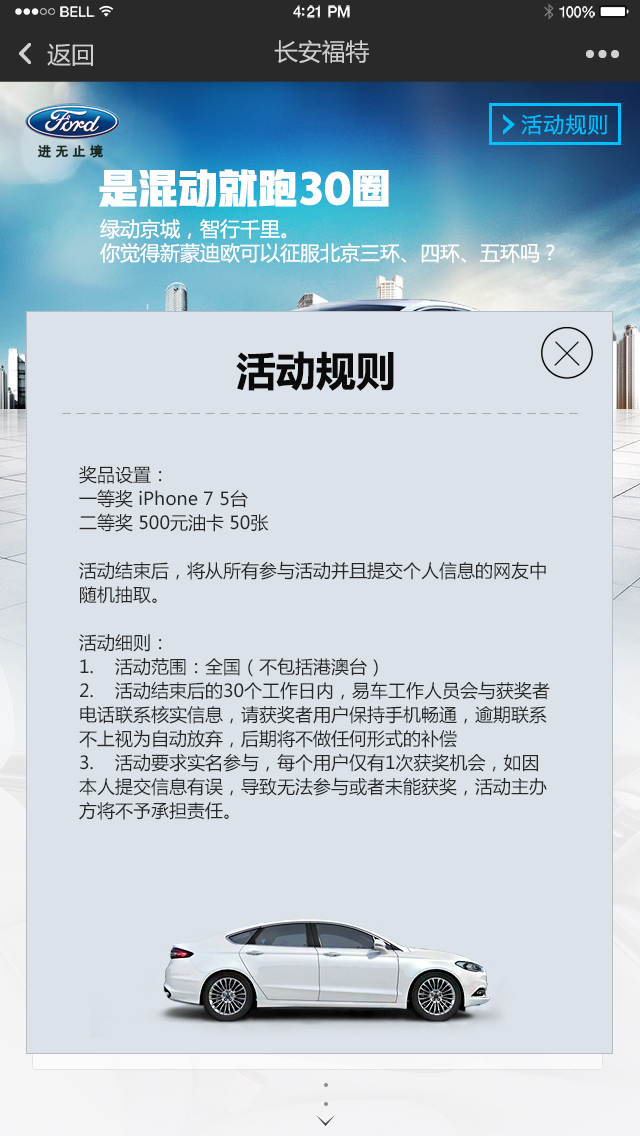 BELL
4:21 PM
100%
返回
长安福特
Ford
进无止境
活动规则
是混动就跑30圈
绿动京城，智行千里。
你觉得新蒙迪欧可以征服北京三环、四环、五环吗？
活动规则
奖品设置：
一等奖 iPhone 7 5台
二等奖 500元油卡 50张
活动结束后，将从所有参与活动并且提交个人信息的网友中
随机抽取。
活动细则：
1. 活动范围：全国（不包括港澳台）
2. 活动结束后的30个工作日内，易车工作人员会与获奖者
电话联系核实信息，请获奖者用户保持手机畅通，逾期联系
不上视为自动放弃，后期将不做任何形式的补偿
3. 活动要求实名参与，每个用户仅有1次获奖机会，如因
本人提交信息有误，导致无法参与或者未能获奖，活动主办
方将不予承担责任。